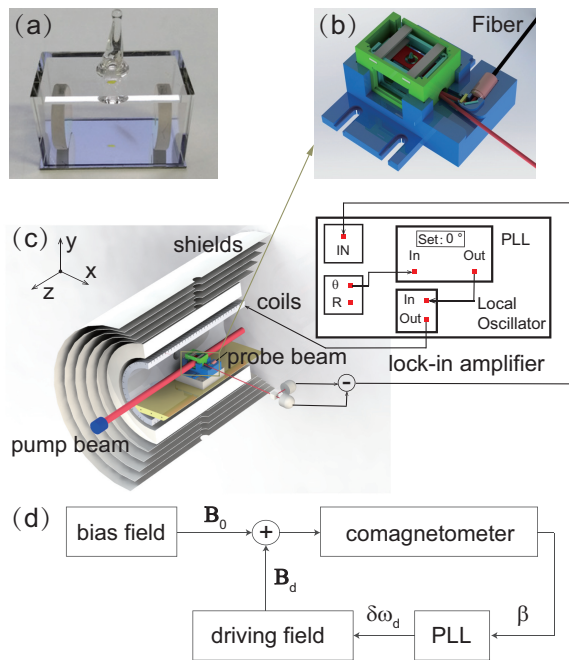 (a)
(b)
Fiber
(c)
y
x
z
shields
coils
probe beam
pump beam
IN
Set: 0 °
PLL
In
Out
θ
R
In
Out
Local
Oscillator
lock-in amplifier
(d)
bias field
B0
+
comagnetometer
Bd
driving field
δωd
PLL
β